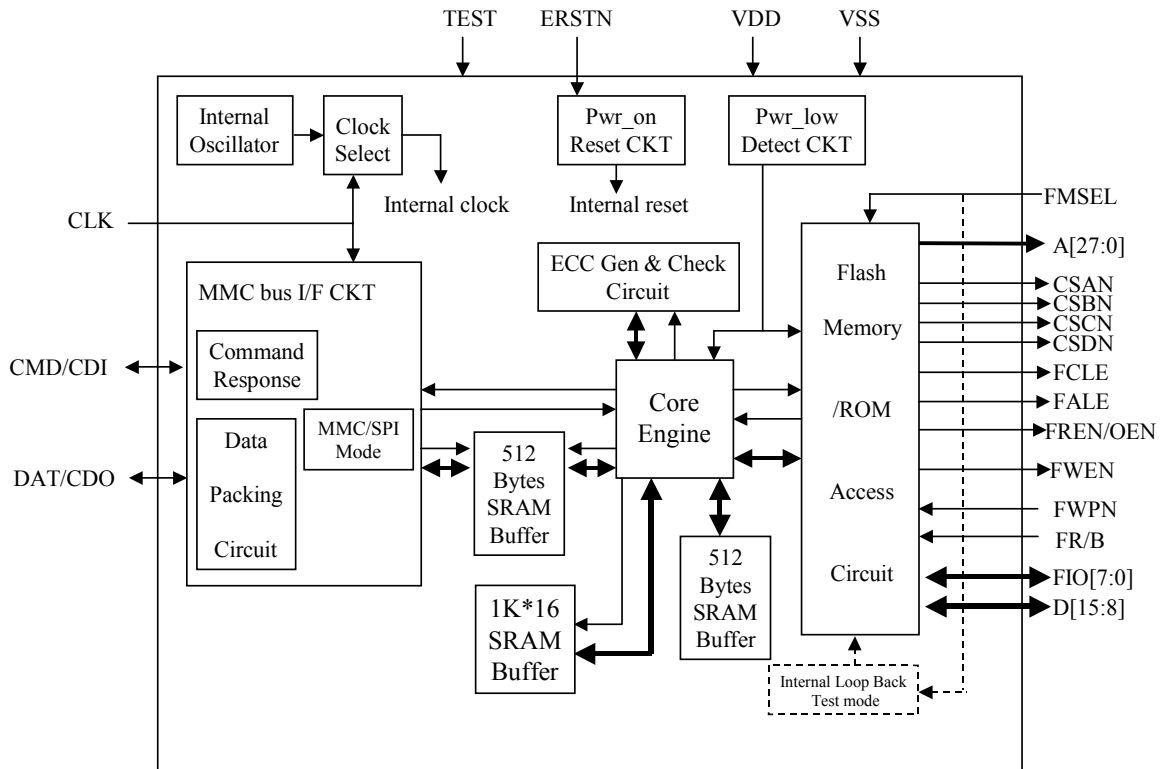 TEST
ERSTN
VDD
VSS
Internal
Oscillator
Clock
Select
Pwr_on
Reset CKT
Pwr_low
Detect CKT
Internal clock
Internal reset
CLK
FMSEL
A[27:0]
CSAN
CSBN
CSCN
CSDN
FCLE
FALE
FREN/OEN
FWEN
FWPN
FR/B
FIO[7:0]
D[15:8]
ECC Gen & Check
Circuit
MMC bus I/F CKT
Command
Response
CMD/CDI
MMC/SPI
Mode
Data
Packing
Circuit
DAT/CDO
Core
Engine
512
Bytes
SRAM
Buffer
512
Bytes
SRAM
Buffer
1K*16
SRAM
Buffer
Flash
Memory
/ROM
Access
Circuit
Internal Loop Back
Test mode